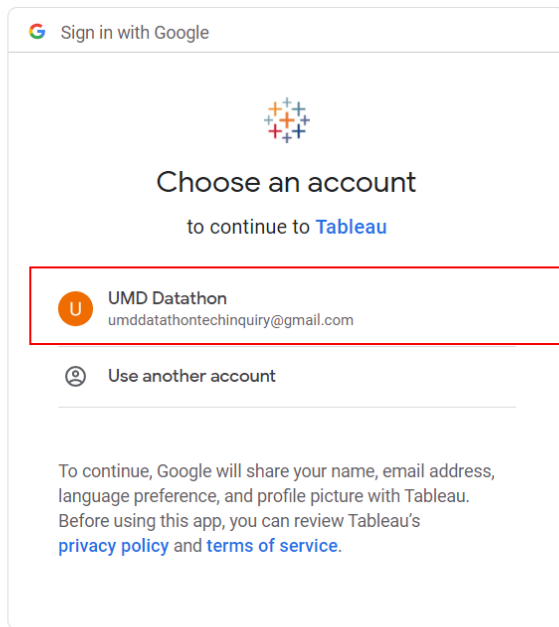 Sign in with Google
Choose an account
to continue to Tableau
U
UMD Datathon
umddatathontechinquiry@gmail.com
Use another account
To continue, Google will share your name, email address,
language preference, and profile picture with Tableau.
Before using this app, you can review Tableau's
privacy policy and terms of service.